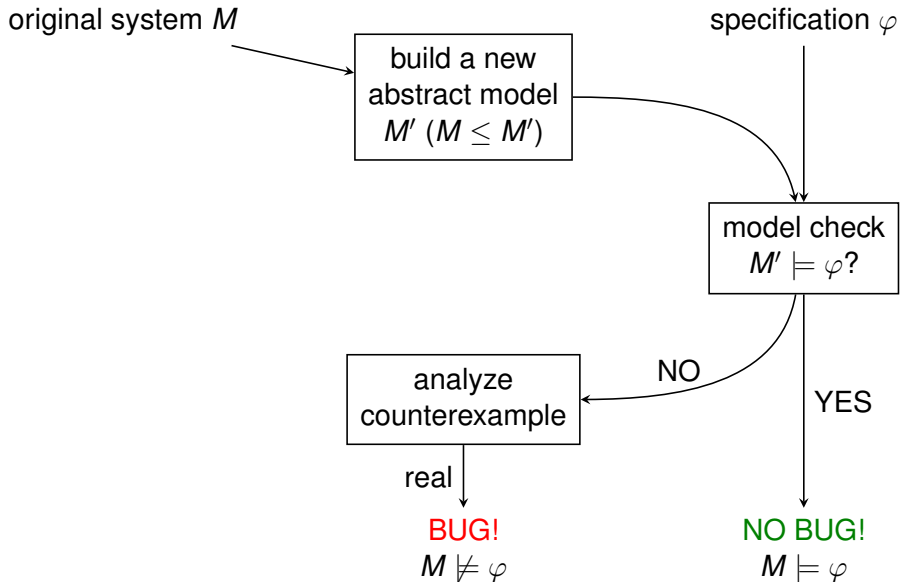 original system M
specification φ
build a new
abstract model
M′ (M ≤ M′)
model check
M′ ⊨ φ?
NO
YES
analyze
counterexample
real
BUG!
M ⊭ φ
NO BUG!
M ⊨ φ